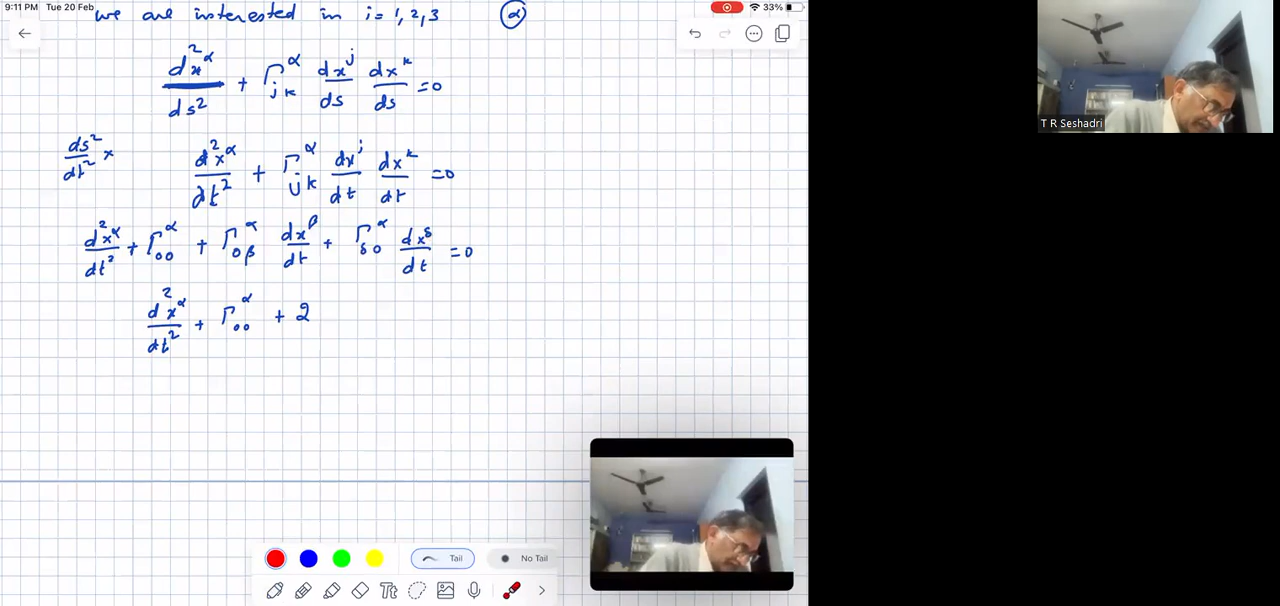 9:11 PM Tue 20 Feb
33%
we are interested in i = 1, 2, 3 α
d²x^α/ds² + Γ^α_jk dx^j/ds dx^k/ds = 0
ds²/dt² × d²x^α/dt² + Γ^α_jk dx^j/dt dx^k/dt = 0
d²x^α/dt² + Γ^α_00 + Γ^α_0β dx^β/dt + Γ^α_δ0 dx^δ/dt = 0
d²x^α/dt² + Γ^α_00 + 2
Tail
No Tail
Tt
T R Seshadri